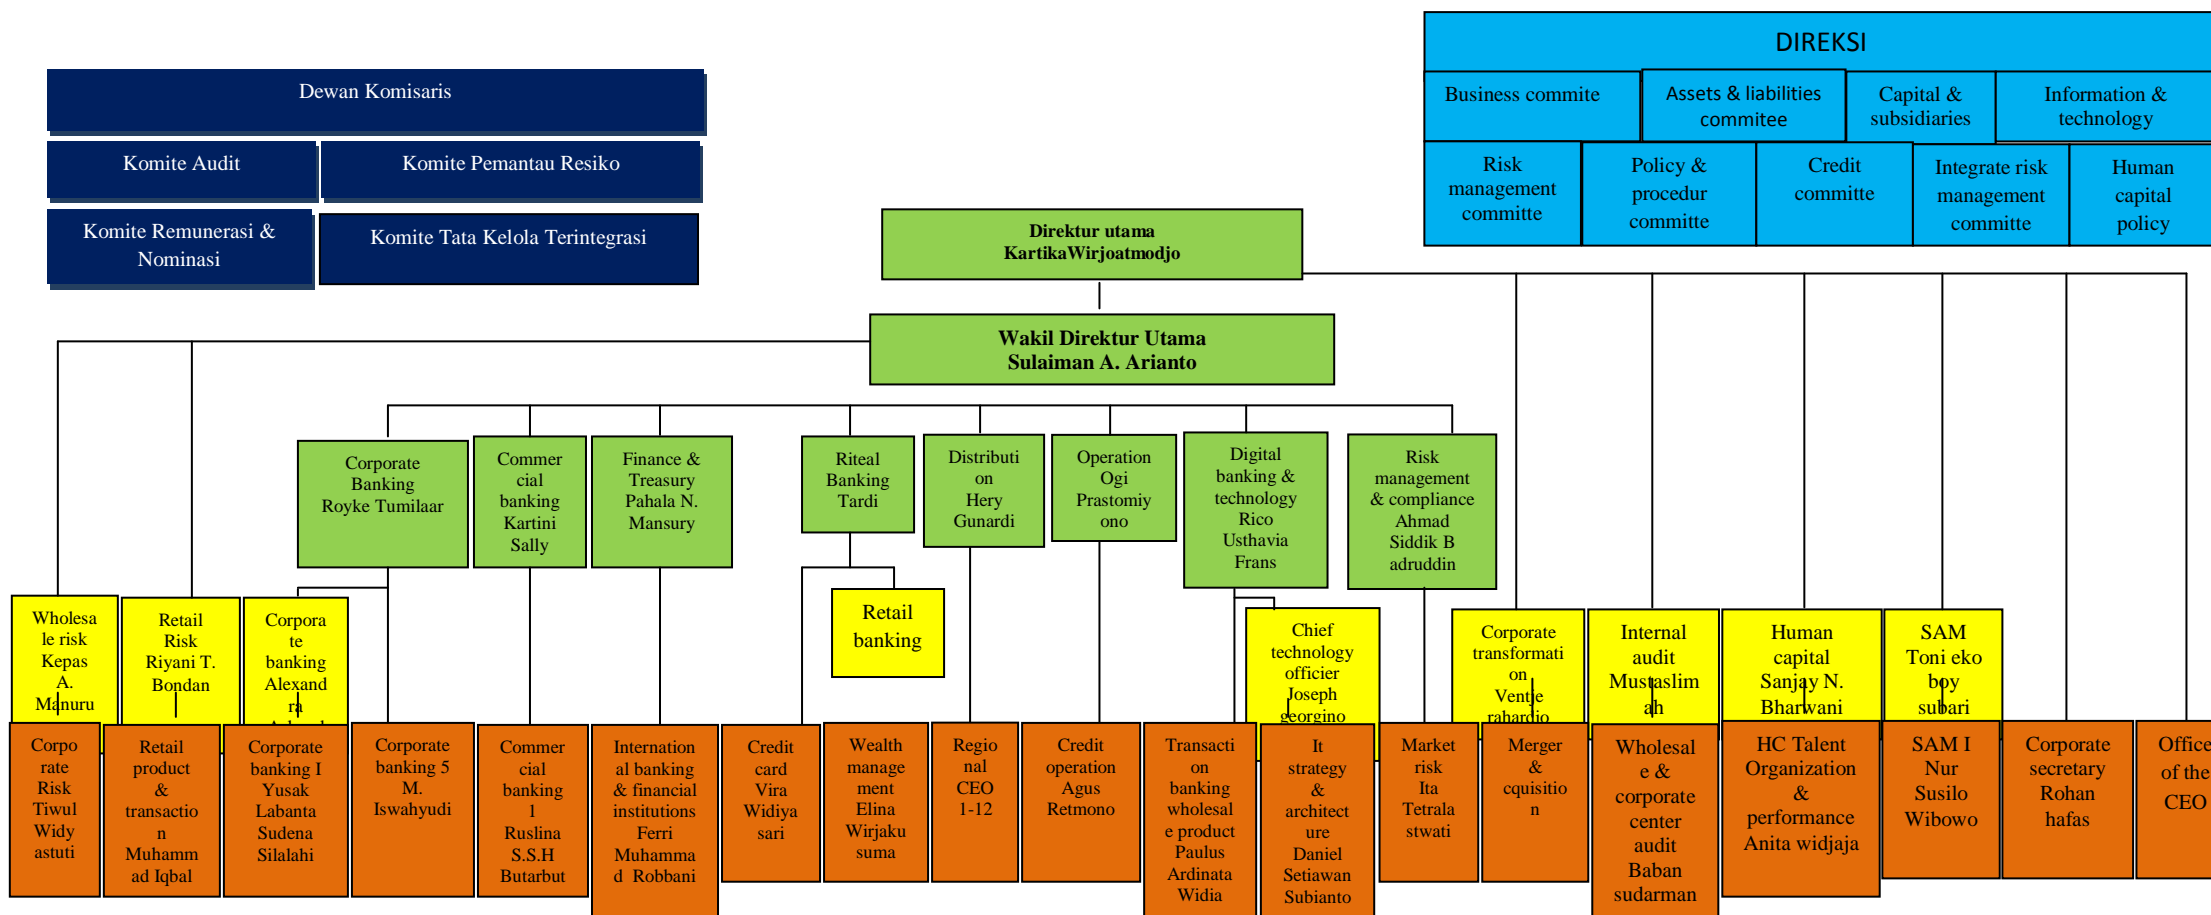 DIREKSI
Dewan Komisaris
Business commite
Assets & liabilities
commitee
Capital &
subsidiaries
Information &
technology
Komite Audit
Komite Pemantau Resiko
Risk
management
committe
Policy &
procedur
committe
Credit
committe
Integrate risk
management
committe
Human
capital
policy
Komite Remunerasi &
Nominasi
Komite Tata Kelola Terintegrasi
Direktur utama
KartikaWirjoatmodjo
Wakil Direktur Utama
Sulaiman A. Arianto
Corporate
Banking
Royke Tumilaar
Commer
cial
banking
Kartini
Sally
Finance &
Treasury
Pahala N.
Mansury
Riteal
Banking
Tardi
Distributi
on
Hery
Gunardi
Operation
Ogi
Prastomiy
ono
Digital
banking &
technology
Rico
Usthavia
Frans
Risk
management
& compliance
Ahmad
Siddik B
adruddin
Wholesa
le risk
Kepas
A.
Manuru
Retail
Risk
Riyani T.
Bondan
Corpora
te
banking
Alexand
ra
Retail
banking
Chief
technology
officier
Joseph
georgino
Corporate
transformati
on
Ventje
rahardjo
Internal
audit
Mustaslim
ah
Human
capital
Sanjay N.
Bharwani
SAM
Toni eko
boy
subari
Corpo
rate
Risk
Tiwul
Widy
astuti
Retail
product
&
transactio
n
Muhamm
ad Iqbal
Corporate
banking I
Yusak
Labanta
Sudena
Silalahi
Corporate
banking 5
M.
Iswahyudi
Commer
cial
banking
1
Ruslina
S.S.H
Butarbut
Internation
al banking
& financial
institutions
Ferri
Muhamma
d Robbani
Credit
card
Vira
Widiya
sari
Wealth
manage
ment
Elina
Wirjaku
suma
Regio
nal
CEO
1-12
Credit
operation
Agus
Retmono
Transacti
on
banking
wholesal
e product
Paulus
Ardinata
Widia
It
strategy
&
architect
ure
Daniel
Setiawan
Subianto
Market
risk
Ita
Tetrala
stwati
Merger
&
cquisitio
n
Wholesal
e &
corporate
center
audit
Baban
sudarman
HC Talent
Organization
&
performance
Anita widjaja
SAM I
Nur
Susilo
Wibowo
Corporate
secretary
Rohan
hafas
Office
of the
CEO